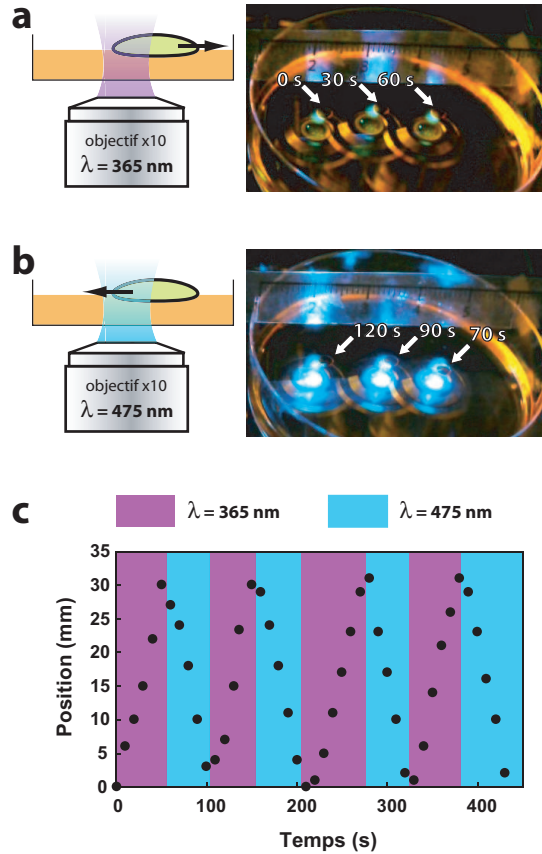 a
objectif x10
λ = 365 nm
0 s 30 s 60 s
b
objectif x10
λ = 475 nm
120 s 90 s 70 s
c
λ = 365 nm λ = 475 nm
35
30
25
20
15
10
5
0
Position (mm)
0 100 200 300 400
Temps (s)